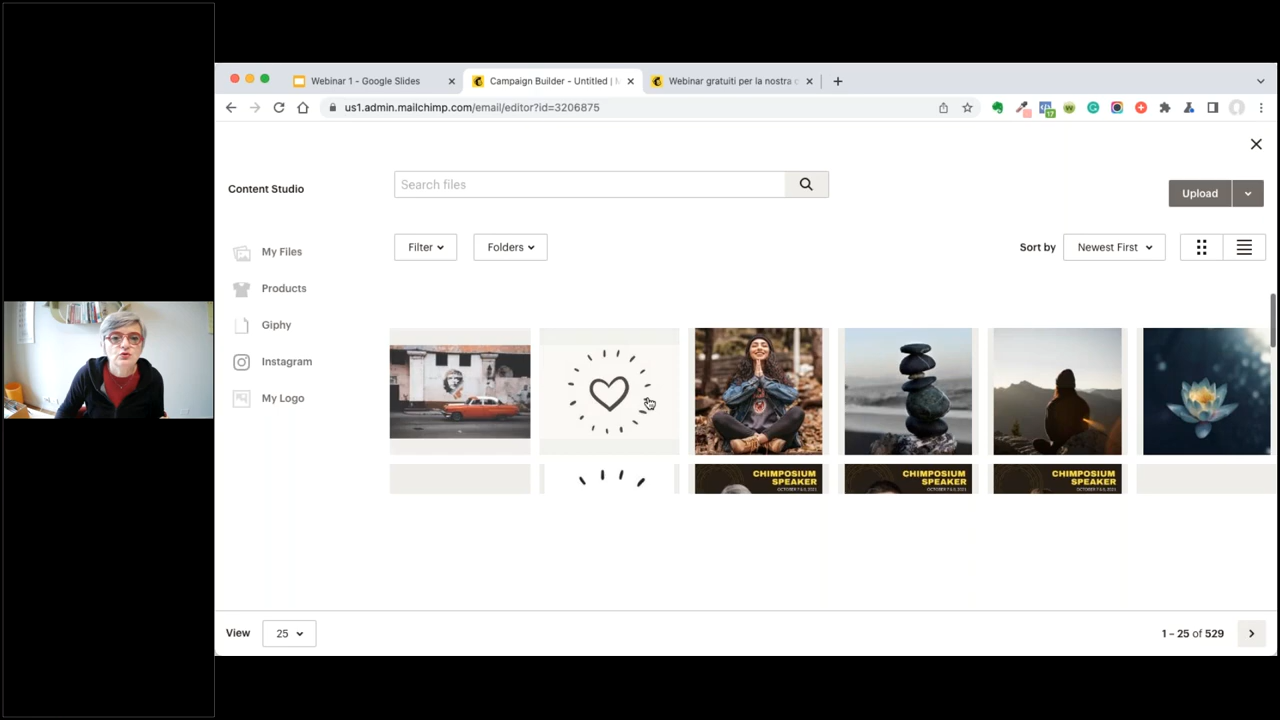 Webinar 1 - Google Slides
Campaign Builder - Untitled |
Webinar gratuiti per la nostra c
us1.admin.mailchimp.com/email/editor?id=3206875
17
Content Studio
Search files
Upload
Filter
Folders
Sort by
Newest First
My Files
Products
Giphy
Instagram
My Logo
CHIMPOSIUM
SPEAKER
CHIMPOSIUM
SPEAKER
CHIMPOSIUM
SPEAKER
View
25
1 – 25 of 529